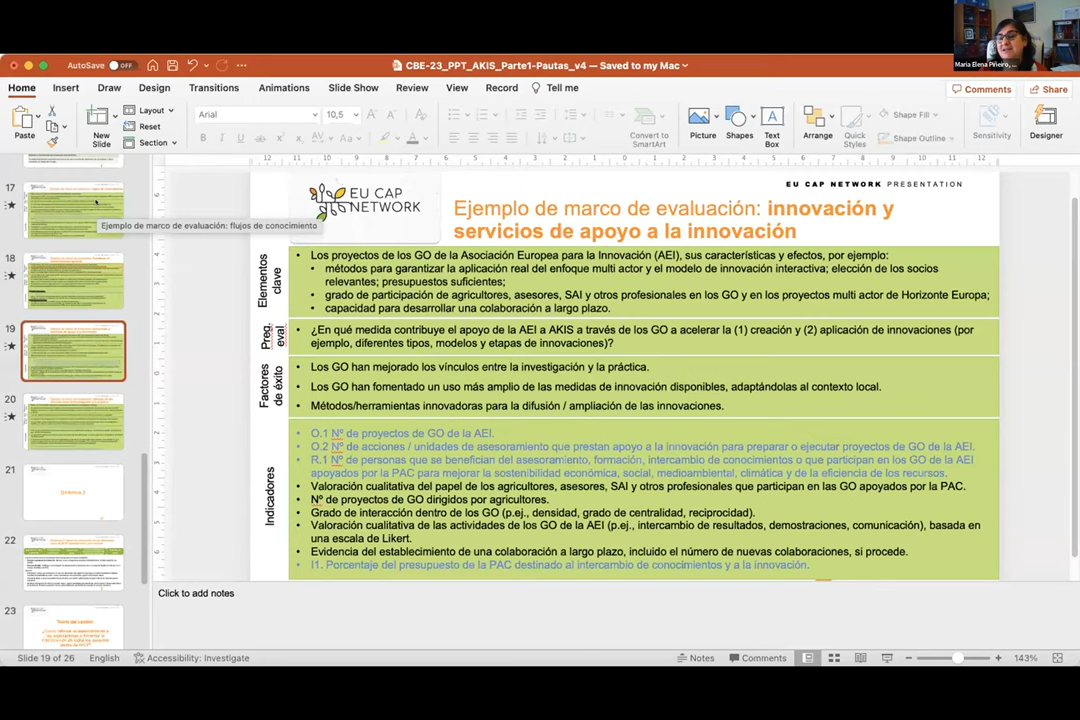 Maria Elena Piñeiro, ...
AutoSave OFF
CBE-23_PPT_AKIS_Parte1-Pautas_v4 — Saved to my Mac
Home Insert Draw Design Transitions Animations Slide Show Review View Record Tell me
Comments Share
Paste
New Slide
Layout
Reset
Section
Arial 10,5
Convert to SmartArt
Picture
Shapes
Text Box
Arrange
Quick Styles
Shape Fill
Shape Outline
Sensitivity
Designer
17
Ejemplo de marco de evaluación: flujos de conocimiento
18
19
20
21
22
23
EU CAP
NETWORK
EU CAP NETWORK PRESENTATION
Ejemplo de marco de evaluación: innovación y
servicios de apoyo a la innovación
Elementos clave
• Los proyectos de los GO de la Asociación Europea para la Innovación (AEI), sus características y efectos, por ejemplo:
• métodos para garantizar la aplicación real del enfoque multi actor y el modelo de innovación interactiva; elección de los socios
relevantes; presupuestos suficientes;
• grado de participación de agricultores, asesores, SAI y otros profesionales en los GO y en los proyectos multi actor de Horizonte Europa;
• capacidad para desarrollar una colaboración a largo plazo.
Preg. eval
• ¿En qué medida contribuye el apoyo de la AEI a AKIS a través de los GO a acelerar la (1) creación y (2) aplicación de innovaciones (por
ejemplo, diferentes tipos, modelos y etapas de innovaciones)?
Factores de éxito
• Los GO han mejorado los vínculos entre la investigación y la práctica.
• Los GO han fomentado un uso más amplio de las medidas de innovación disponibles, adaptándolas al contexto local.
• Métodos/herramientas innovadoras para la difusión / ampliación de las innovaciones.
Indicadores
• O.1 Nº de proyectos de GO de la AEI.
• O.2 Nº de acciones / unidades de asesoramiento que prestan apoyo a la innovación para preparar o ejecutar proyectos de GO de la AEI.
• R.1 Nº de personas que se benefician del asesoramiento, formación, intercambio de conocimientos o que participan en los GO de la AEI
apoyados por la PAC para mejorar la sostenibilidad económica, social, medioambiental, climática y de la eficiencia de los recursos.
• Valoración cualitativa del papel de los agricultores, asesores, SAI y otros profesionales que participan en las GO apoyados por la PAC.
• Nº de proyectos de GO dirigidos por agricultores.
• Grado de interacción dentro de los GO (p.ej., densidad, grado de centralidad, reciprocidad).
• Valoración cualitativa de las actividades de los GO de la AEI (p.ej., intercambio de resultados, demostraciones, comunicación), basada en
una escala de Likert.
• Evidencia del establecimiento de una colaboración a largo plazo, incluido el número de nuevas colaboraciones, si procede.
• I1. Porcentaje del presupuesto de la PAC destinado al intercambio de conocimientos y a la innovación.
Click to add notes
Slide 19 of 26 English Accessibility: Investigate Notes Comments 143%